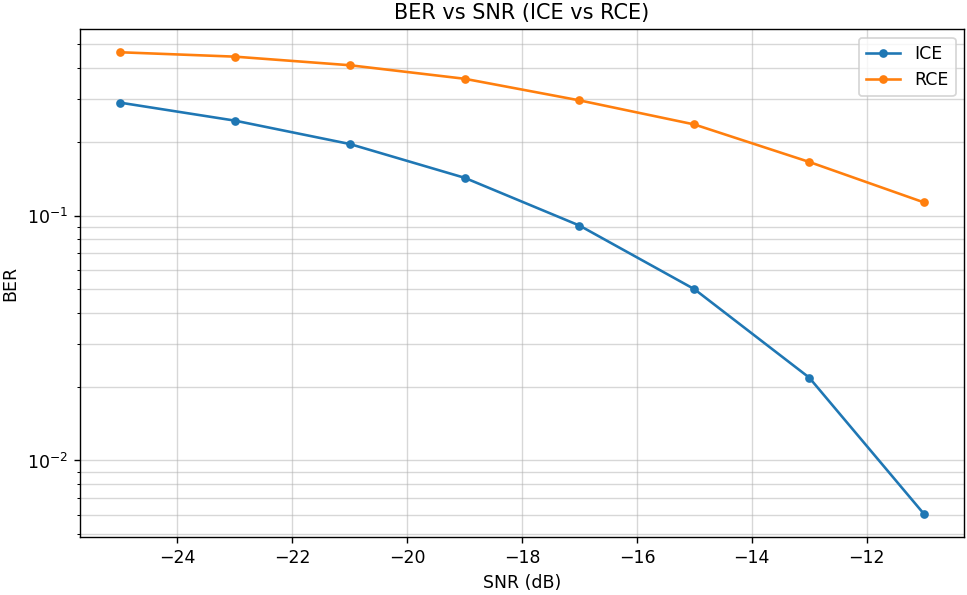 BER vs SNR (ICE vs RCE)
ICE
RCE
10⁻¹
10⁻²
BER
−24 −22 −20 −18 −16 −14 −12
SNR (dB)